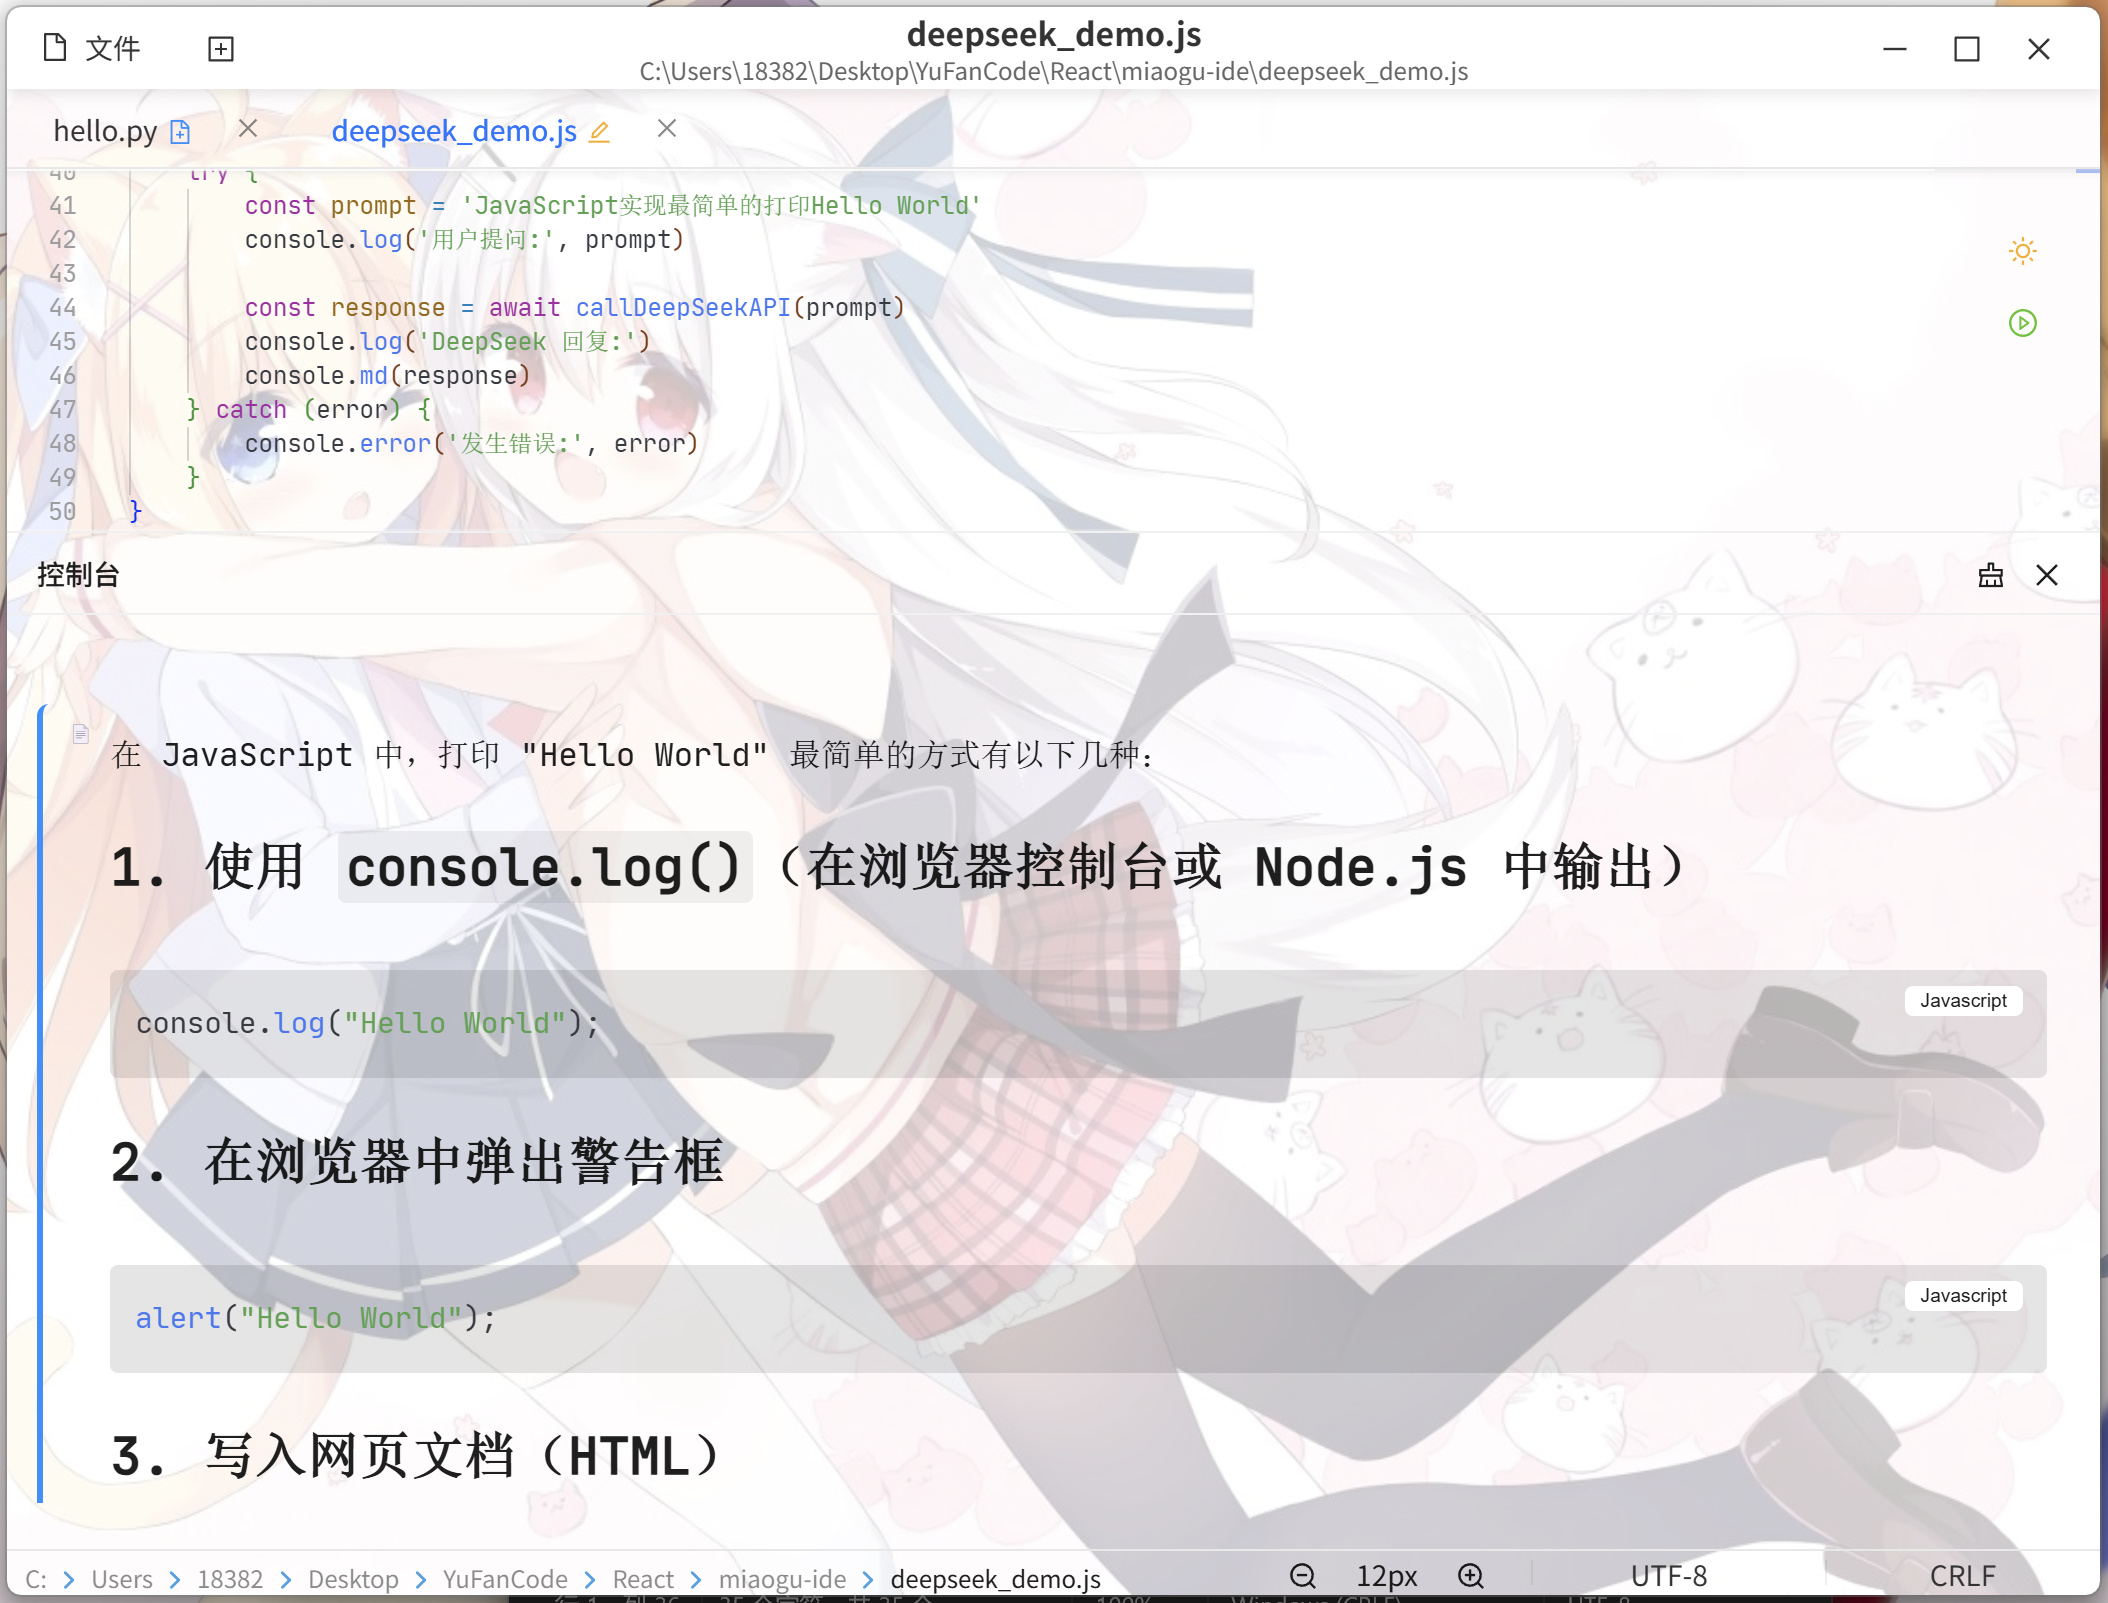 deepseek_demo.js
文件
C:\Users\18382\Desktop\YuFanCode\React\miaogu-ide\deepseek_demo.js
hello.py deepseek_demo.js
40 try {
41 const prompt = 'JavaScript实现最简单的打印Hello World'
42 console.log('用户提问:', prompt)
43
44 const response = await callDeepSeekAPI(prompt)
45 console.log('DeepSeek 回复:')
46 console.md(response)
47 } catch (error) {
48 console.error('发生错误:', error)
49 }
50 }
控制台
在 JavaScript 中，打印 "Hello World" 最简单的方式有以下几种：
1. 使用 console.log()（在浏览器控制台或 Node.js 中输出）
Javascript
console.log("Hello World");
2. 在浏览器中弹出警告框
Javascript
alert("Hello World");
3. 写入网页文档（HTML）
C: > Users > 18382 > Desktop > YuFanCode > React > miaogu-ide > deepseek_demo.js 12px UTF-8 CRLF